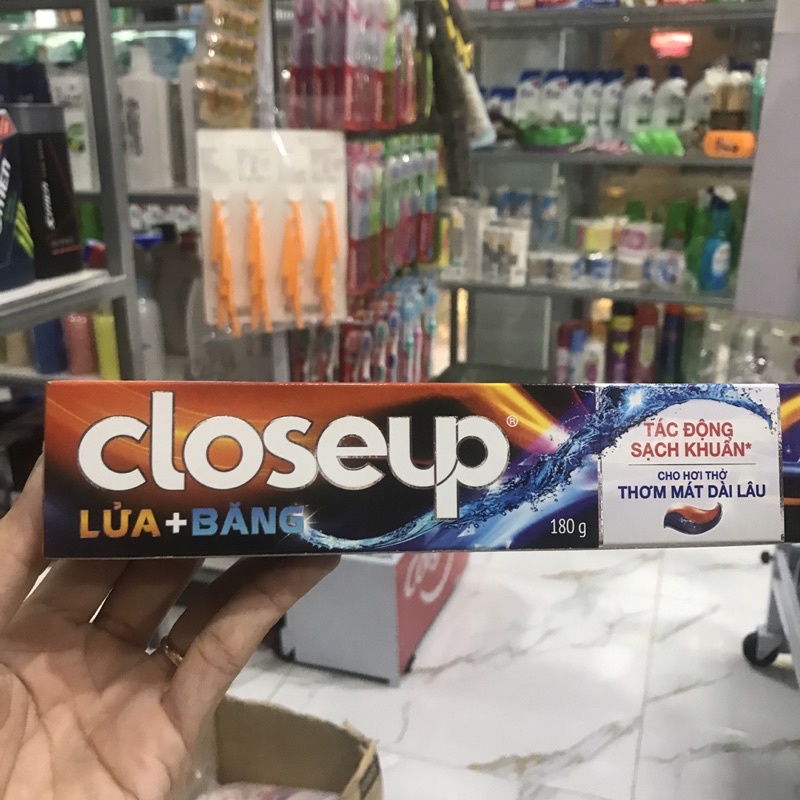 closeup®
LỬA+BĂNG
180 g
TÁC ĐỘNG
SẠCH KHUẨN*
CHO HƠI THỞ
THƠM MÁT DÀI LÂU